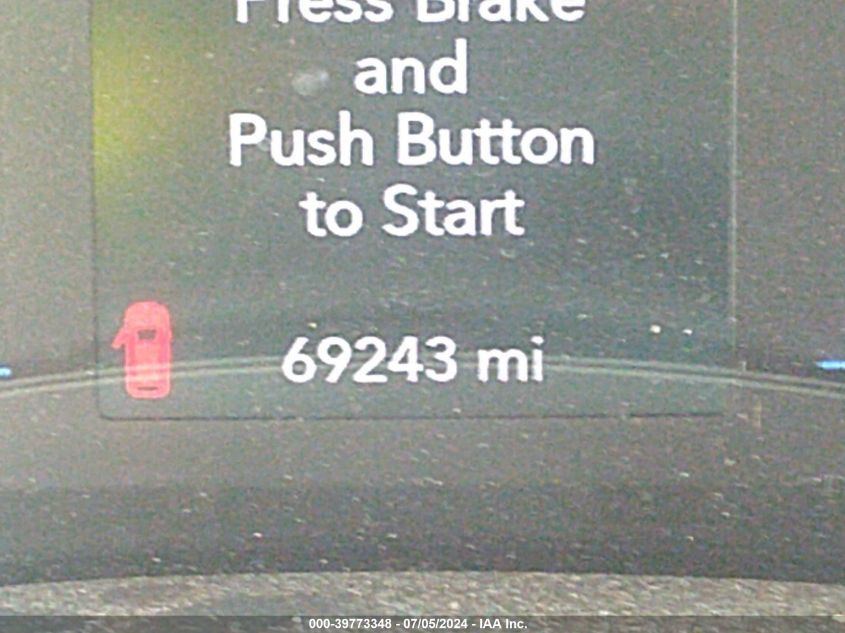 Press Brake
and
Push Button
to Start
69243 mi
000-39773348 - 07/05/2024 - IAA Inc.